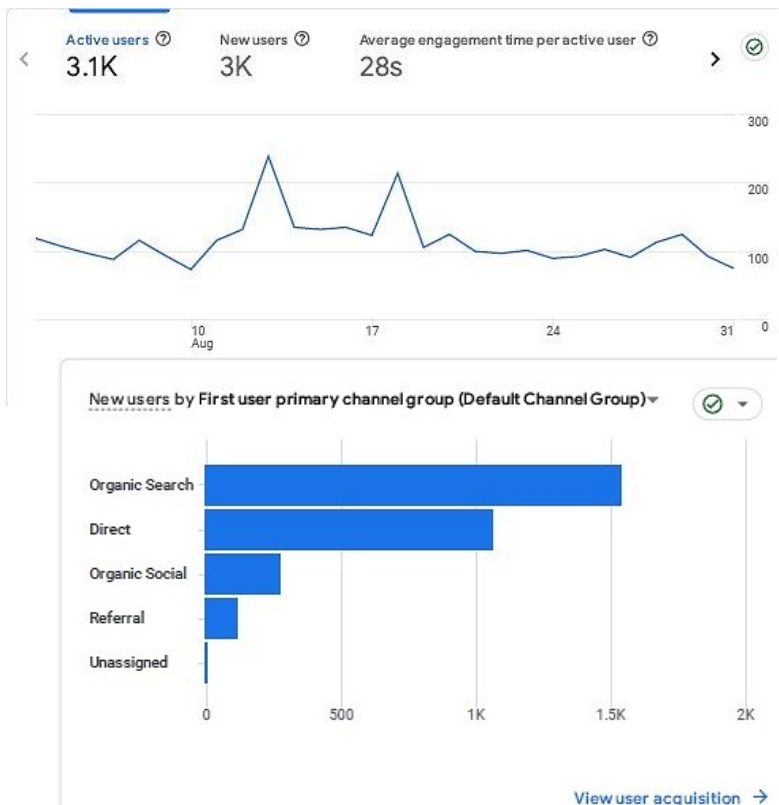 Active users New users Average engagement time per active user
3.1K 3K 28s
300
200
100
0
10 17 24 31
Aug
New users by First user primary channel group (Default Channel Group)
Organic Search
Direct
Organic Social
Referral
Unassigned
0 500 1K 1.5K 2K
View user acquisition